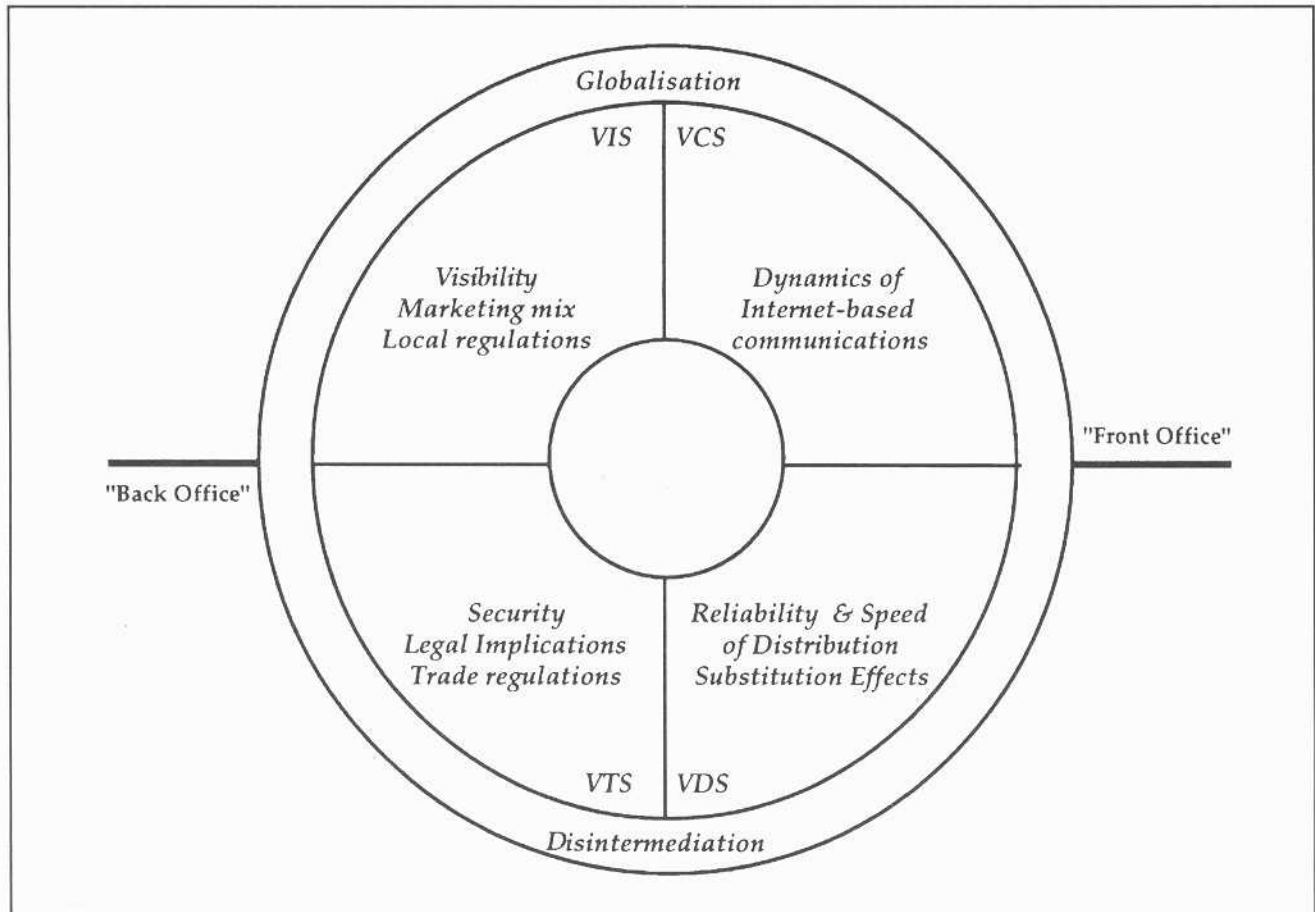 Globalisation
VIS VCS
Visibility
Marketing mix
Local regulations
Dynamics of
Internet-based
communications
"Front Office"
"Back Office"
Security
Legal Implications
Trade regulations
Reliability & Speed
of Distribution
Substitution Effects
VTS VDS
Disintermediation